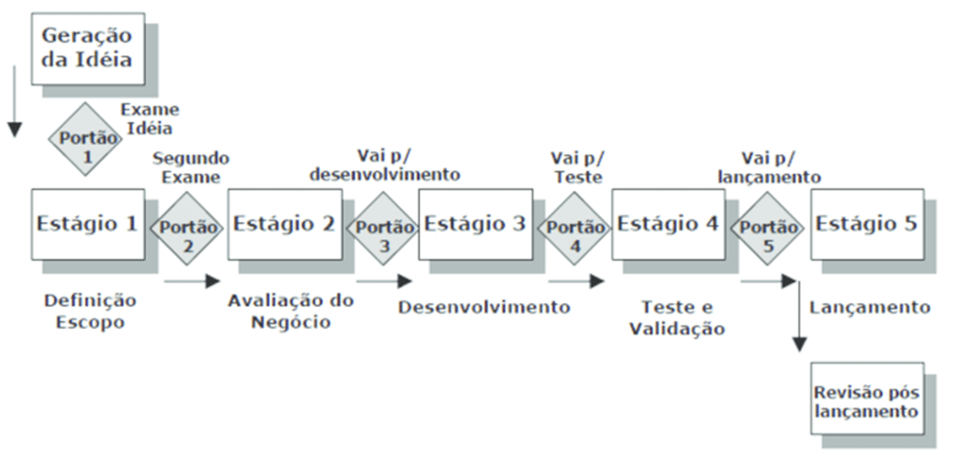 Geração
da Idéia
Exame
Idéia
Portão
1
Segundo
Exame
Vai p/
desenvolvimento
Vai p/
Teste
Vai p/
lançamento
Estágio 1
Portão
2
Estágio 2
Portão
3
Estágio 3
Portão
4
Estágio 4
Portão
5
Estágio 5
Definição
Escopo
Avaliação do
Negócio
Desenvolvimento
Teste e
Validação
Lançamento
Revisão pós
lançamento